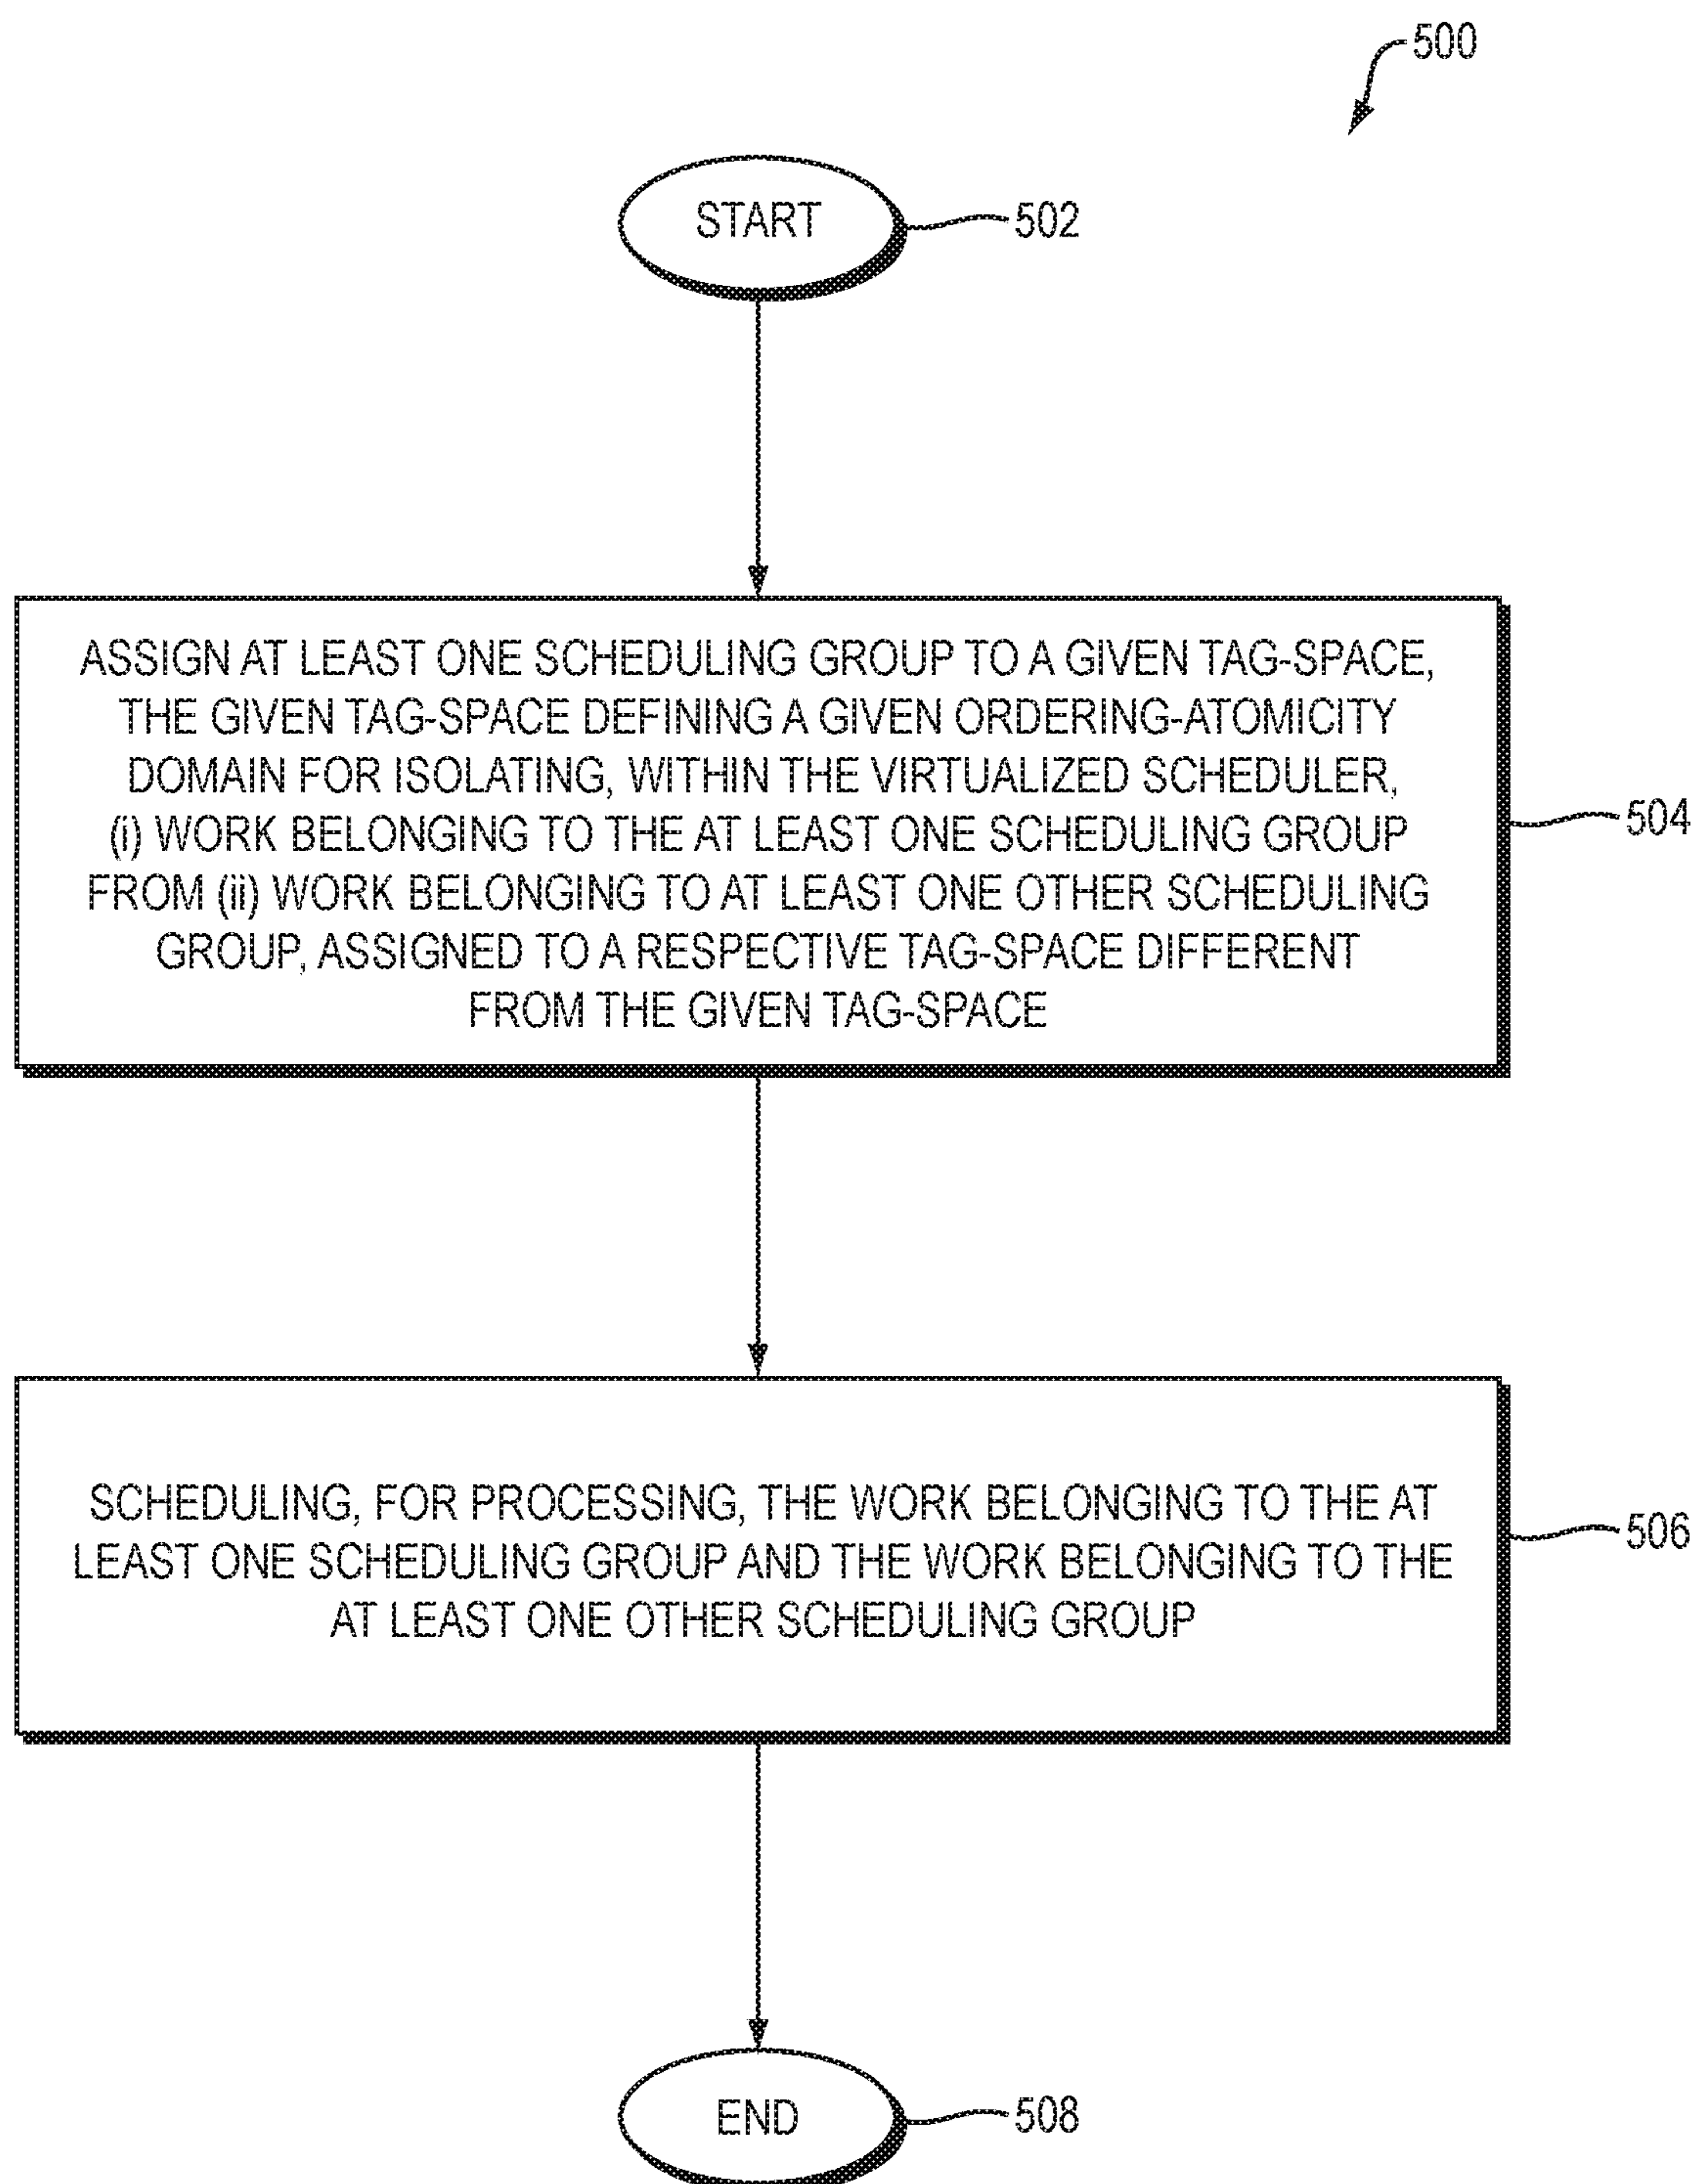 500
START
502
ASSIGN AT LEAST ONE SCHEDULING GROUP TO A GIVEN TAG-SPACE,
THE GIVEN TAG-SPACE DEFINING A GIVEN ORDERING-ATOMICITY
DOMAIN FOR ISOLATING, WITHIN THE VIRTUALIZED SCHEDULER,
(i) WORK BELONGING TO THE AT LEAST ONE SCHEDULING GROUP
FROM (ii) WORK BELONGING TO AT LEAST ONE OTHER SCHEDULING
GROUP, ASSIGNED TO A RESPECTIVE TAG-SPACE DIFFERENT
FROM THE GIVEN TAG-SPACE
504
SCHEDULING, FOR PROCESSING, THE WORK BELONGING TO THE AT
LEAST ONE SCHEDULING GROUP AND THE WORK BELONGING TO THE
AT LEAST ONE OTHER SCHEDULING GROUP
506
END
508